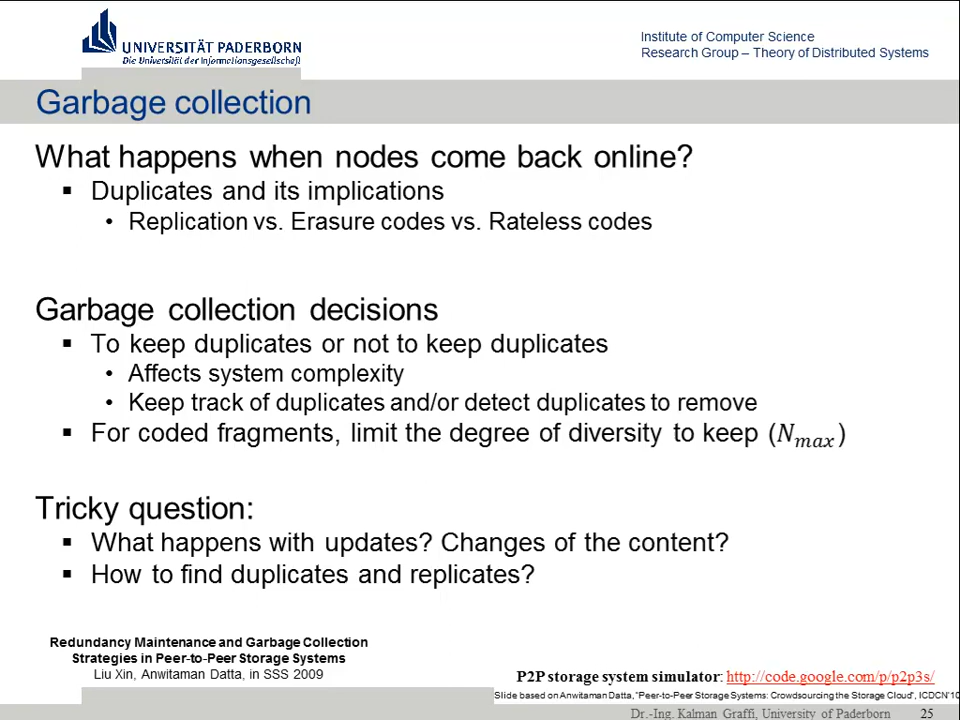 UNIVERSITÄT PADERBORN
Die Universität der Informationsgesellschaft
Institute of Computer Science
Research Group – Theory of Distributed Systems
Garbage collection
What happens when nodes come back online?
▪ Duplicates and its implications
• Replication vs. Erasure codes vs. Rateless codes
Garbage collection decisions
▪ To keep duplicates or not to keep duplicates
• Affects system complexity
• Keep track of duplicates and/or detect duplicates to remove
▪ For coded fragments, limit the degree of diversity to keep (N_max)
Tricky question:
▪ What happens with updates? Changes of the content?
▪ How to find duplicates and replicates?
Redundancy Maintenance and Garbage Collection
Strategies in Peer-to-Peer Storage Systems
Liu Xin, Anwitaman Datta, in SSS 2009
P2P storage system simulator: http://code.google.com/p/p2p3s/
Slide based on Anwitaman Datta, "Peer-to-Peer Storage Systems: Crowdsourcing the Storage Cloud", ICDCN'10
Dr.-Ing. Kalman Graffi, University of Paderborn 25